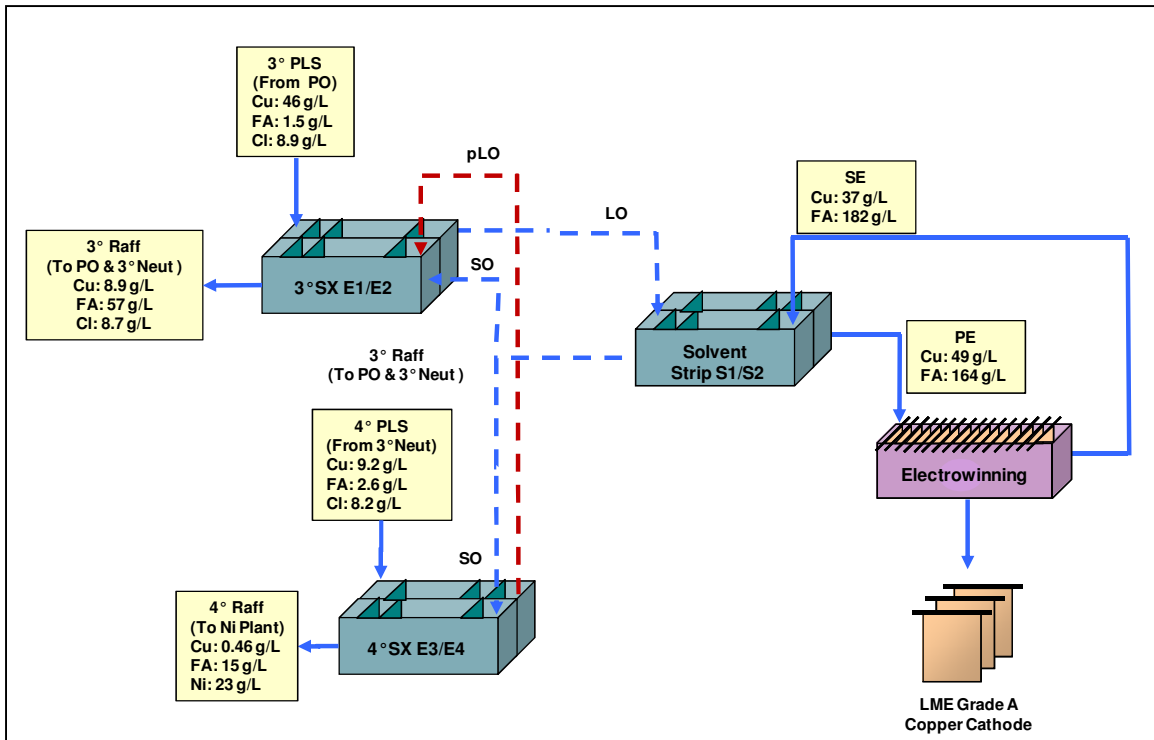 3° PLS
(From PO)
Cu: 46 g/L
FA: 1.5 g/L
Cl: 8.9 g/L
pLO
SE
Cu: 37 g/L
FA: 182 g/L
LO
3° Raff
(To PO & 3°Neut )
Cu: 8.9 g/L
FA: 57 g/L
Cl: 8.7 g/L
SO
3°SX E1/E2
PE
Cu: 49 g/L
FA: 164 g/L
Solvent
Strip S1/S2
3° Raff
(To PO & 3°Neut )
4° PLS
(From 3°Neut)
Cu: 9.2 g/L
FA: 2.6 g/L
Cl: 8.2 g/L
Electrowinning
SO
4° Raff
(To Ni Plant)
Cu: 0.46 g/L
FA: 15 g/L
Ni: 23 g/L
4°SX E3/E4
LME Grade A
Copper Cathode